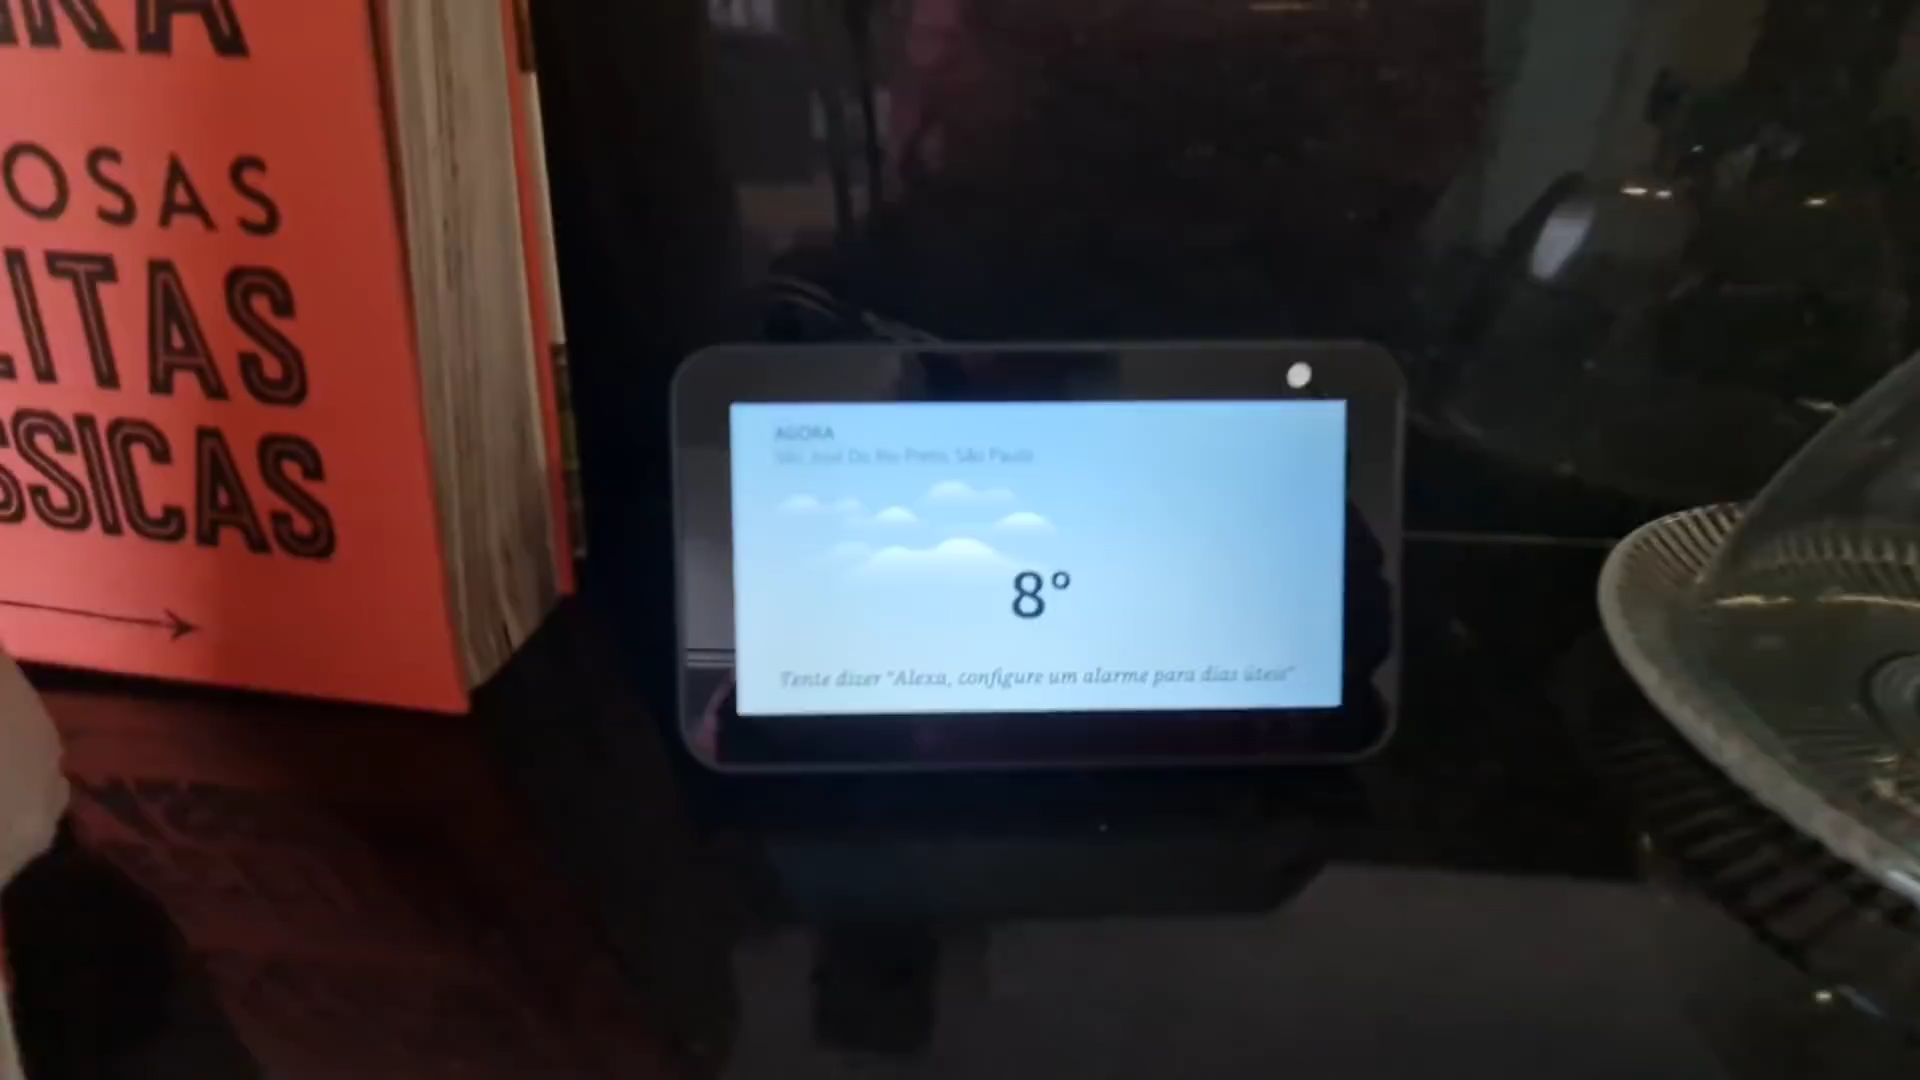 OSAS
LITAS
SSICAS
AGORA
São José Do Rio Preto, São Paulo
8°
Tente dizer "Alexa, configure um alarme para dias úteis"